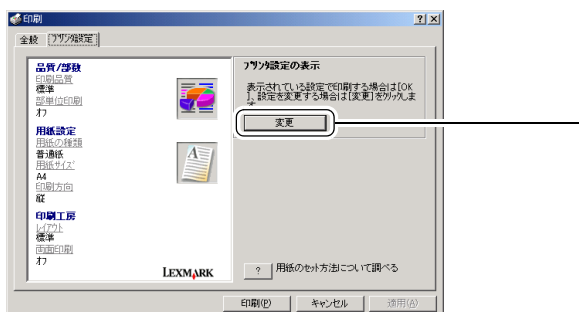 印刷
全般
プリンタ設定
品質/部数
印刷品質
標準
部単位印刷
オフ
用紙設定
用紙の種類
普通紙
用紙サイズ
A4
印刷方向
縦
印刷工房
レイアウト
標準
両面印刷
オフ
LEXMARK
プリンタ設定の表示
表示されている設定で印刷する場合は[OK
]、設定を変更する場合は[変更]をクリックしま
す
変更
? 用紙のセット方法について調べる
印刷(P)
キャンセル
適用(A)